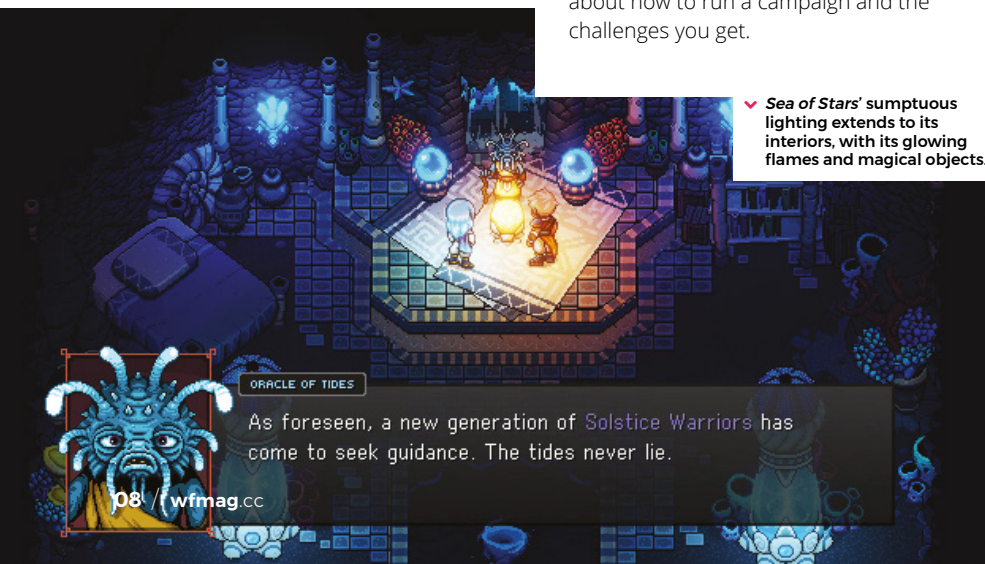 about how to run a campaign and the
challenges you get.
Sea of Stars' sumptuous
lighting extends to its
interiors, with its glowing
flames and magical objects.
ORACLE OF TIDES
As foreseen, a new generation of Solstice Warriors has
come to seek guidance. The tides never lie.
08 / wfmag.cc